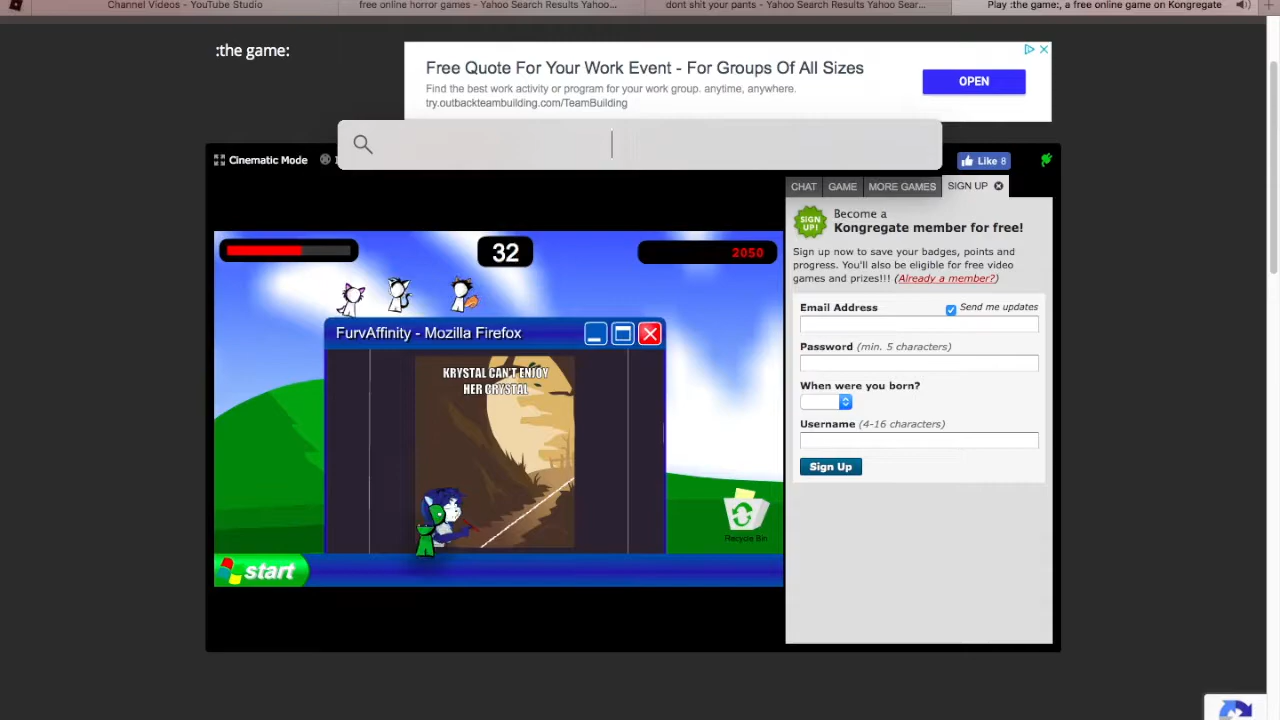 Channel Videos - YouTube Studio
free online horror games - Yahoo Search Results Yahoo...
dont shit your pants - Yahoo Search Results Yahoo Sear...
Play :the game:, a free online game on Kongregate
:the game:
Free Quote For Your Work Event - For Groups Of All Sizes
Find the best work activity or program for your work group. anytime, anywhere.
try.outbackteambuilding.com/TeamBuilding
OPEN
Cinematic Mode
Like 8
CHAT
GAME
MORE GAMES
SIGN UP
SIGN UP!
Become a
Kongregate member for free!
Sign up now to save your badges, points and
progress. You'll also be eligible for free video
games and prizes!!! (Already a member?)
Email Address
Send me updates
Password (min. 5 characters)
When were you born?
Username (4-16 characters)
Sign Up
32
2050
FurvAffinity - Mozilla Firefox
KRYSTAL CAN'T ENJOY
HER CRYSTAL
Recycle Bin
start